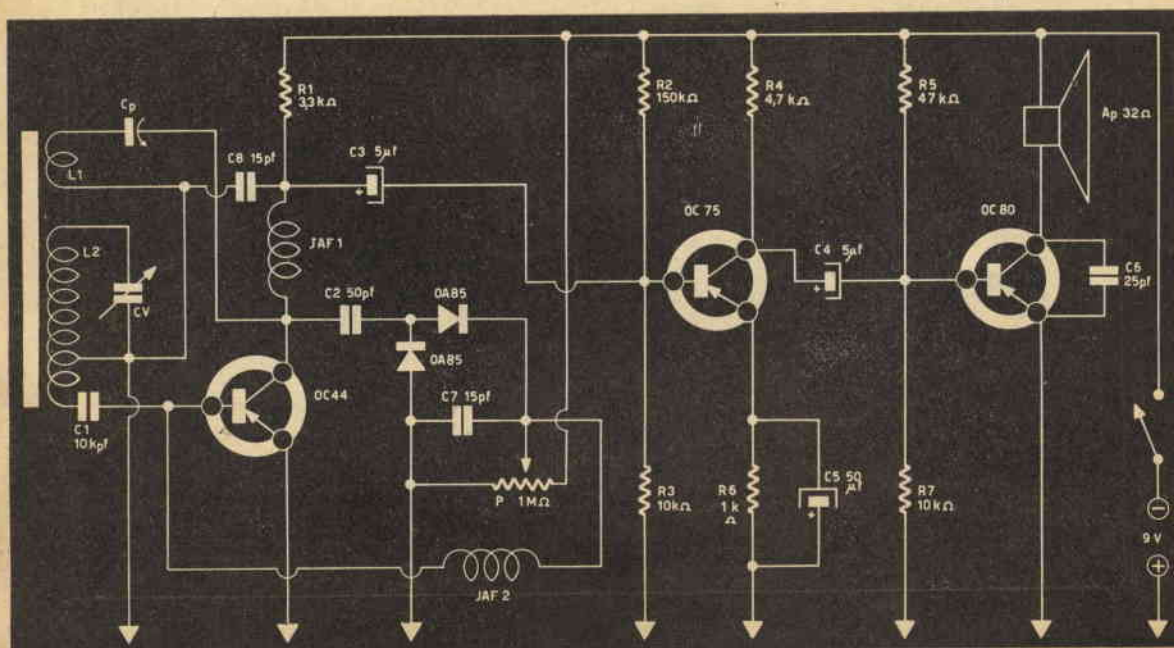 Cp
L1
C8 15pf
R1
3,3kΩ
C3 5µf
+
JAF1
L2
CV
C2 50pf
OA85
OA85
C1
10kpf
OC44
C7 15pf
P 1MΩ
JAF 2
R2
150kΩ
R3
10kΩ
OC 75
R4
4,7 kΩ
R6
1 k
Ω
C5 50
µf
+
C4 5µf
+
R5
47 kΩ
R7
10kΩ
OC 80
Ap 32Ω
C6
25pf
−
9 V
+